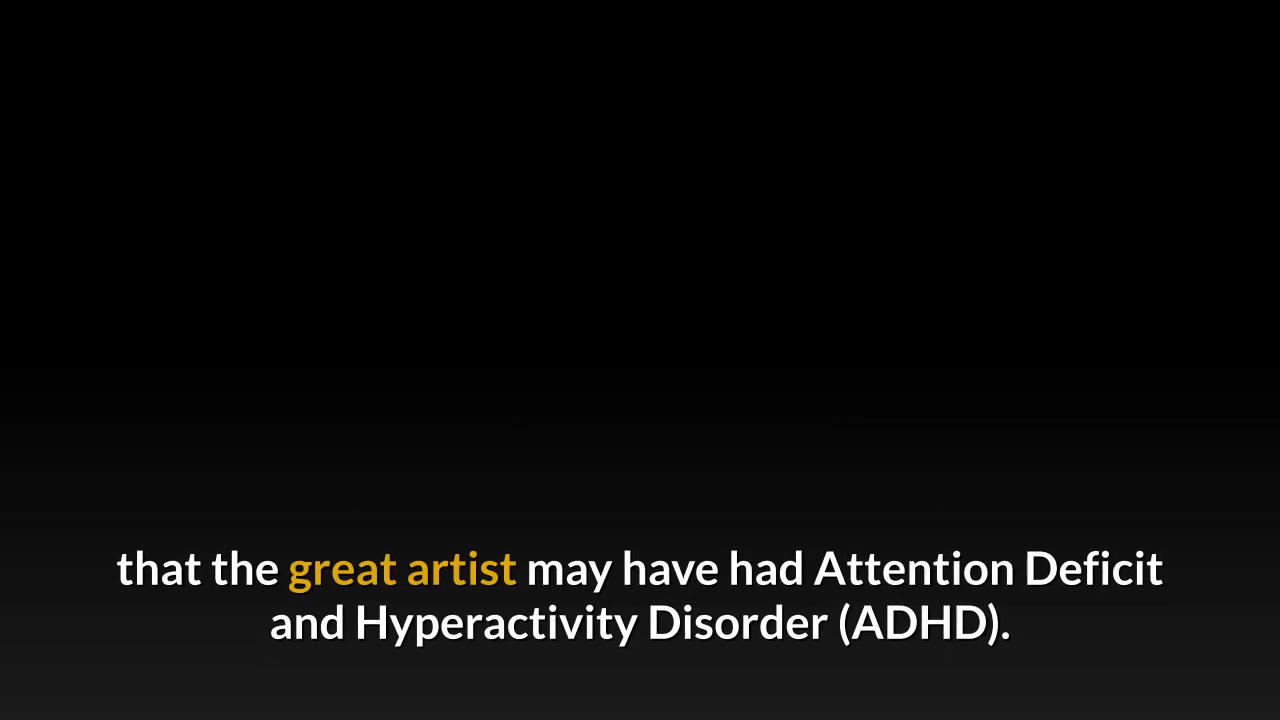 that the great artist may have had Attention Deficit
and Hyperactivity Disorder (ADHD).